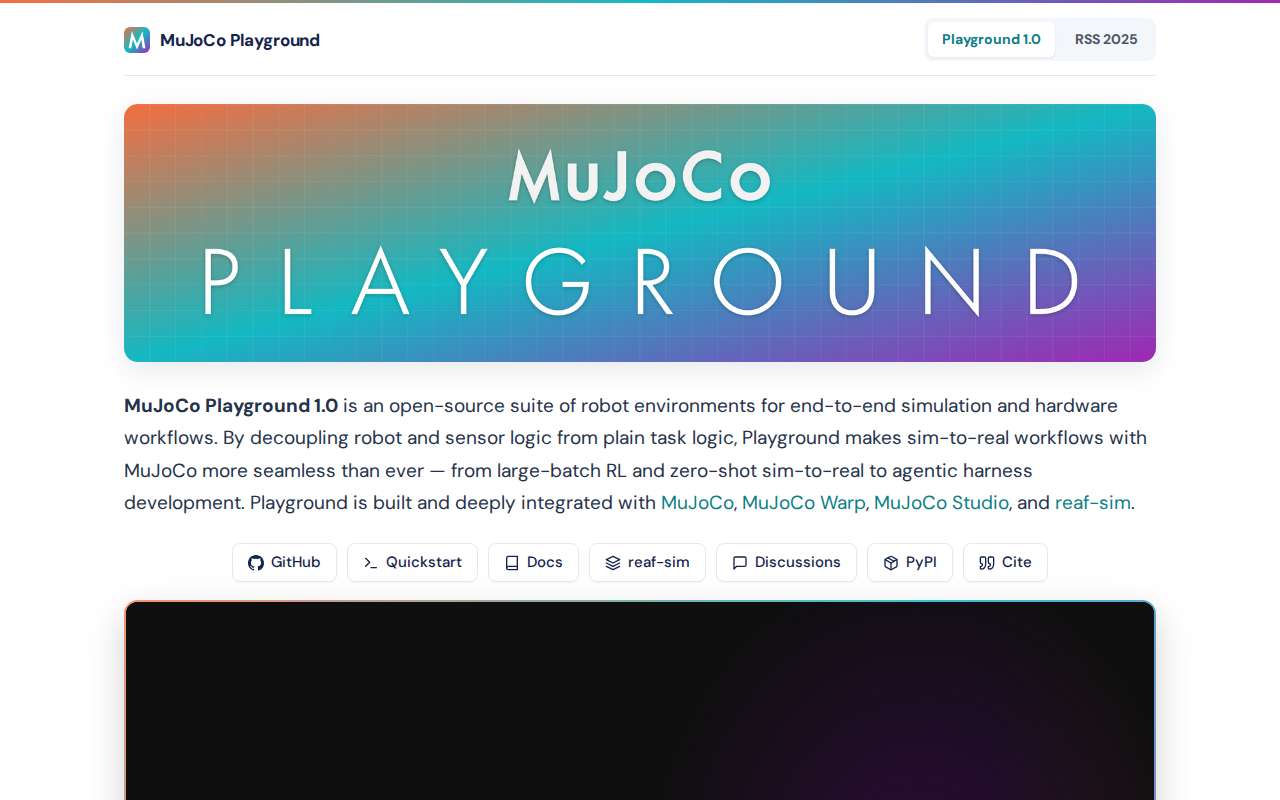 MuJoCo Playground
Playground 1.0
RSS 2025
MuJoCo
PLAYGROUND
MuJoCo Playground 1.0 is an open-source suite of robot environments for end-to-end simulation and hardware
workflows. By decoupling robot and sensor logic from plain task logic, Playground makes sim-to-real workflows with
MuJoCo more seamless than ever — from large-batch RL and zero-shot sim-to-real to agentic harness
development. Playground is built and deeply integrated with MuJoCo, MuJoCo Warp, MuJoCo Studio, and reaf-sim.
GitHub
Quickstart
Docs
reaf-sim
Discussions
PyPI
Cite